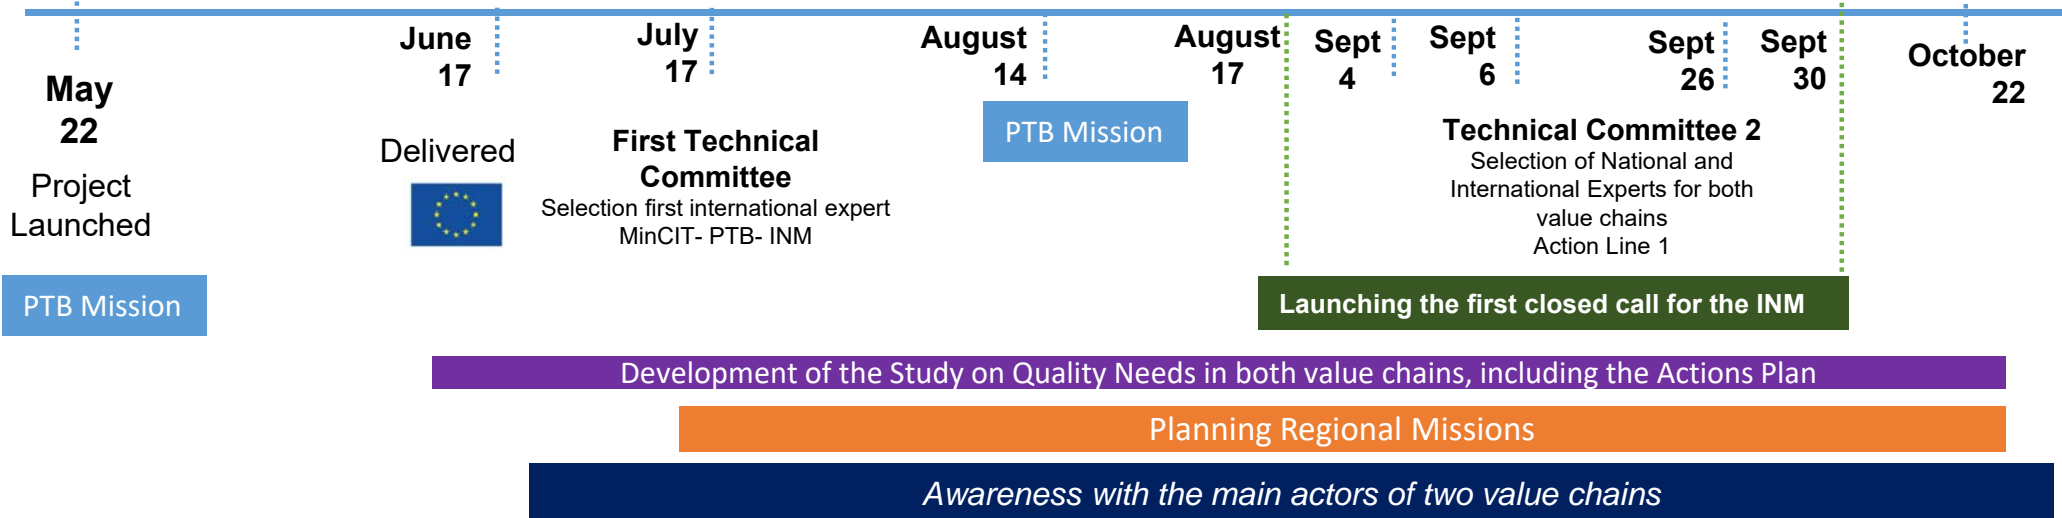 May
22
Project
Launched
PTB Mission
June
17
Delivered
July
17
First Technical
Committee
Selection first international expert
MinCIT- PTB- INM
August
14
PTB Mission
August
17
Sept
4
Sept
6
Sept
26
Sept
30
Technical Committee 2
Selection of National and
International Experts for both
value chains
Action Line 1
October
22
Launching the first closed call for the INM
Development of the Study on Quality Needs in both value chains, including the Actions Plan
Planning Regional Missions
Awareness with the main actors of two value chains